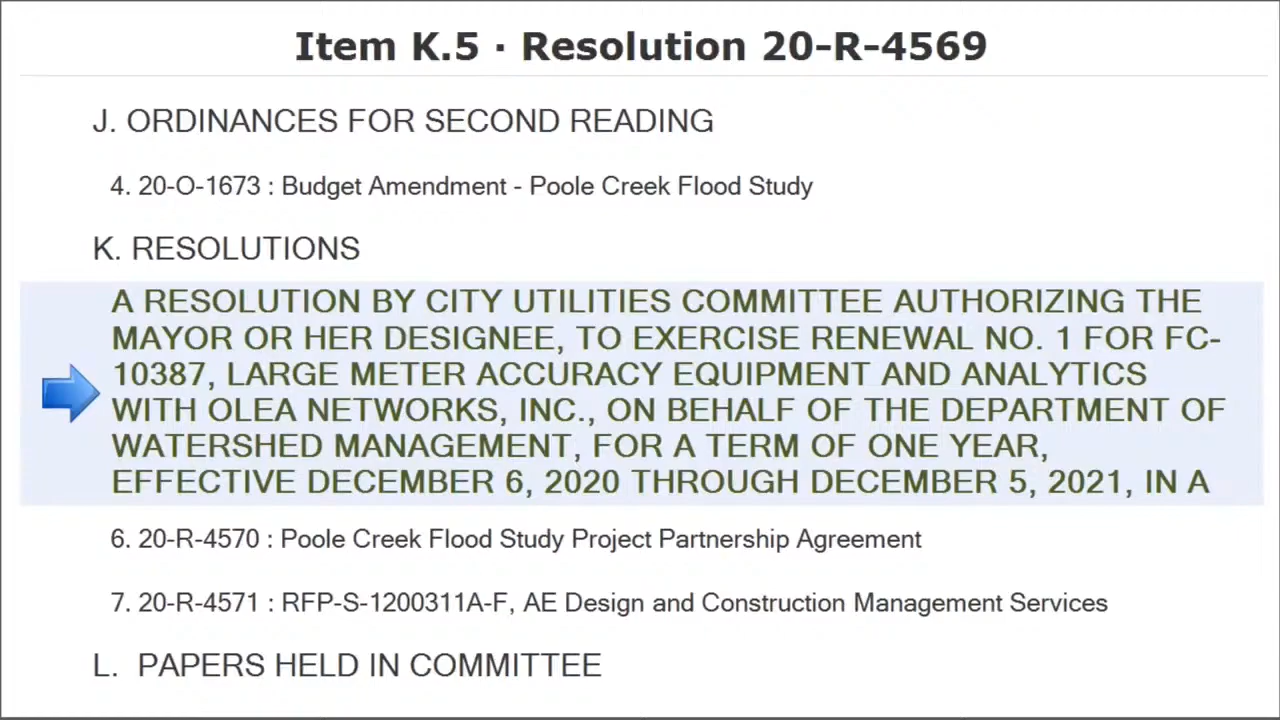 Item K.5 · Resolution 20-R-4569
J. ORDINANCES FOR SECOND READING
4. 20-O-1673 : Budget Amendment - Poole Creek Flood Study
K. RESOLUTIONS
A RESOLUTION BY CITY UTILITIES COMMITTEE AUTHORIZING THE
MAYOR OR HER DESIGNEE, TO EXERCISE RENEWAL NO. 1 FOR FC-
10387, LARGE METER ACCURACY EQUIPMENT AND ANALYTICS
WITH OLEA NETWORKS, INC., ON BEHALF OF THE DEPARTMENT OF
WATERSHED MANAGEMENT, FOR A TERM OF ONE YEAR,
EFFECTIVE DECEMBER 6, 2020 THROUGH DECEMBER 5, 2021, IN A
6. 20-R-4570 : Poole Creek Flood Study Project Partnership Agreement
7. 20-R-4571 : RFP-S-1200311A-F, AE Design and Construction Management Services
L. PAPERS HELD IN COMMITTEE